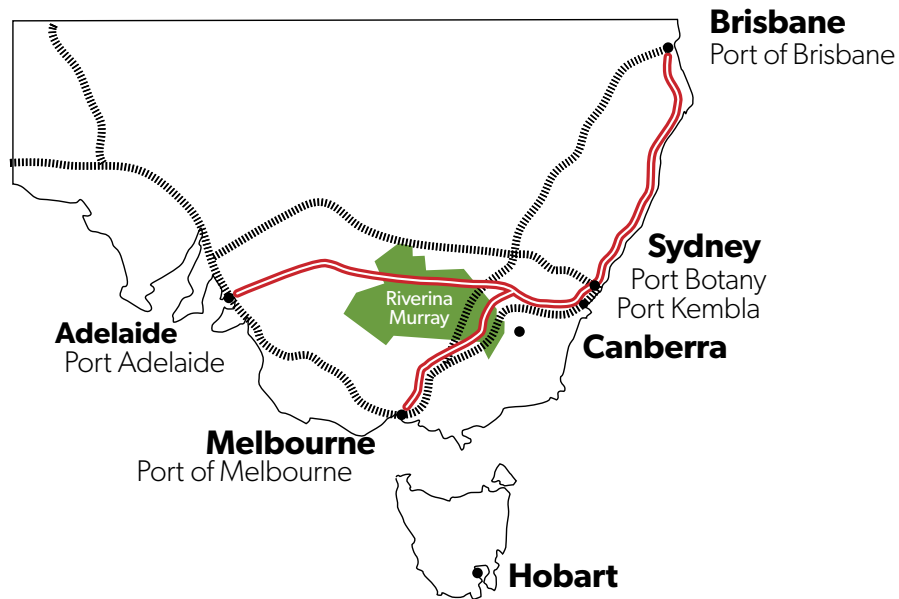 Brisbane
Port of Brisbane
Sydney
Port Botany
Port Kembla
Riverina
Murray
Adelaide
Port Adelaide
Canberra
Melbourne
Port of Melbourne
Hobart